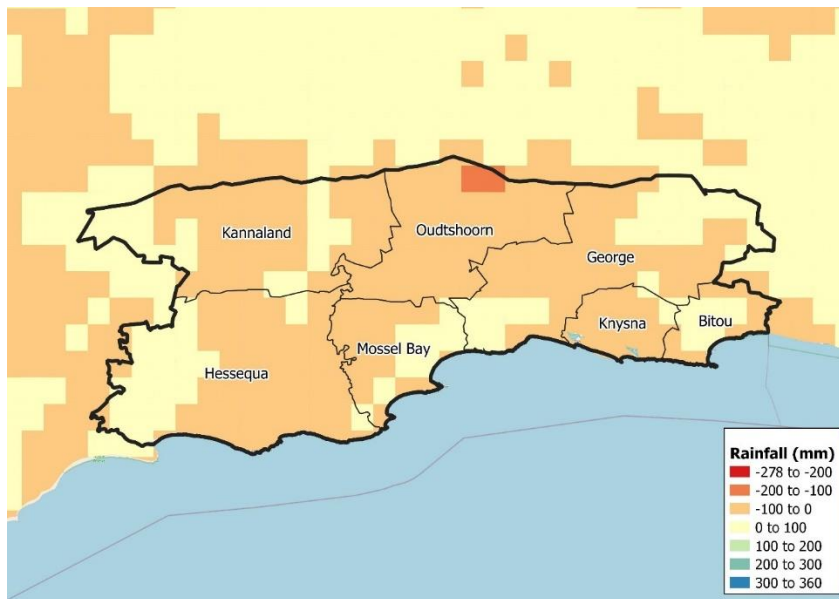 Kannaland
Oudtshoorn
George
Knysna
Bitou
Mossel Bay
Hessequa
Rainfall (mm)
-278 to -200
-200 to -100
-100 to 0
0 to 100
100 to 200
200 to 300
300 to 360